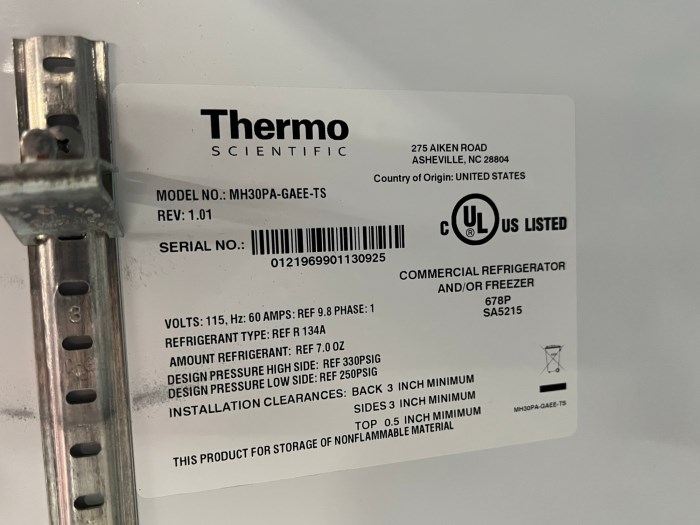 Thermo
SCIENTIFIC
275 AIKEN ROAD
ASHEVILLE, NC 28804
Country of Origin: UNITED STATES
MODEL NO.: MH30PA-GAEE-TS
REV: 1.01
SERIAL NO.:
0121969901130925
C UL ® US LISTED
COMMERCIAL REFRIGERATOR
AND/OR FREEZER
678P
SA5215
VOLTS: 115, Hz: 60 AMPS: REF 9.8 PHASE: 1
REFRIGERANT TYPE: REF R 134A
AMOUNT REFRIGERANT: REF 7.0 OZ
DESIGN PRESSURE HIGH SIDE: REF 330PSIG
DESIGN PRESSURE LOW SIDE: REF 250PSIG
INSTALLATION CLEARANCES: BACK 3 INCH MINIMUM
SIDES 3 INCH MINIMUM
TOP 0.5 INCH MIMIMUM
THIS PRODUCT FOR STORAGE OF NONFLAMMABLE MATERIAL
MH30PA-GAEE-TS
1
3